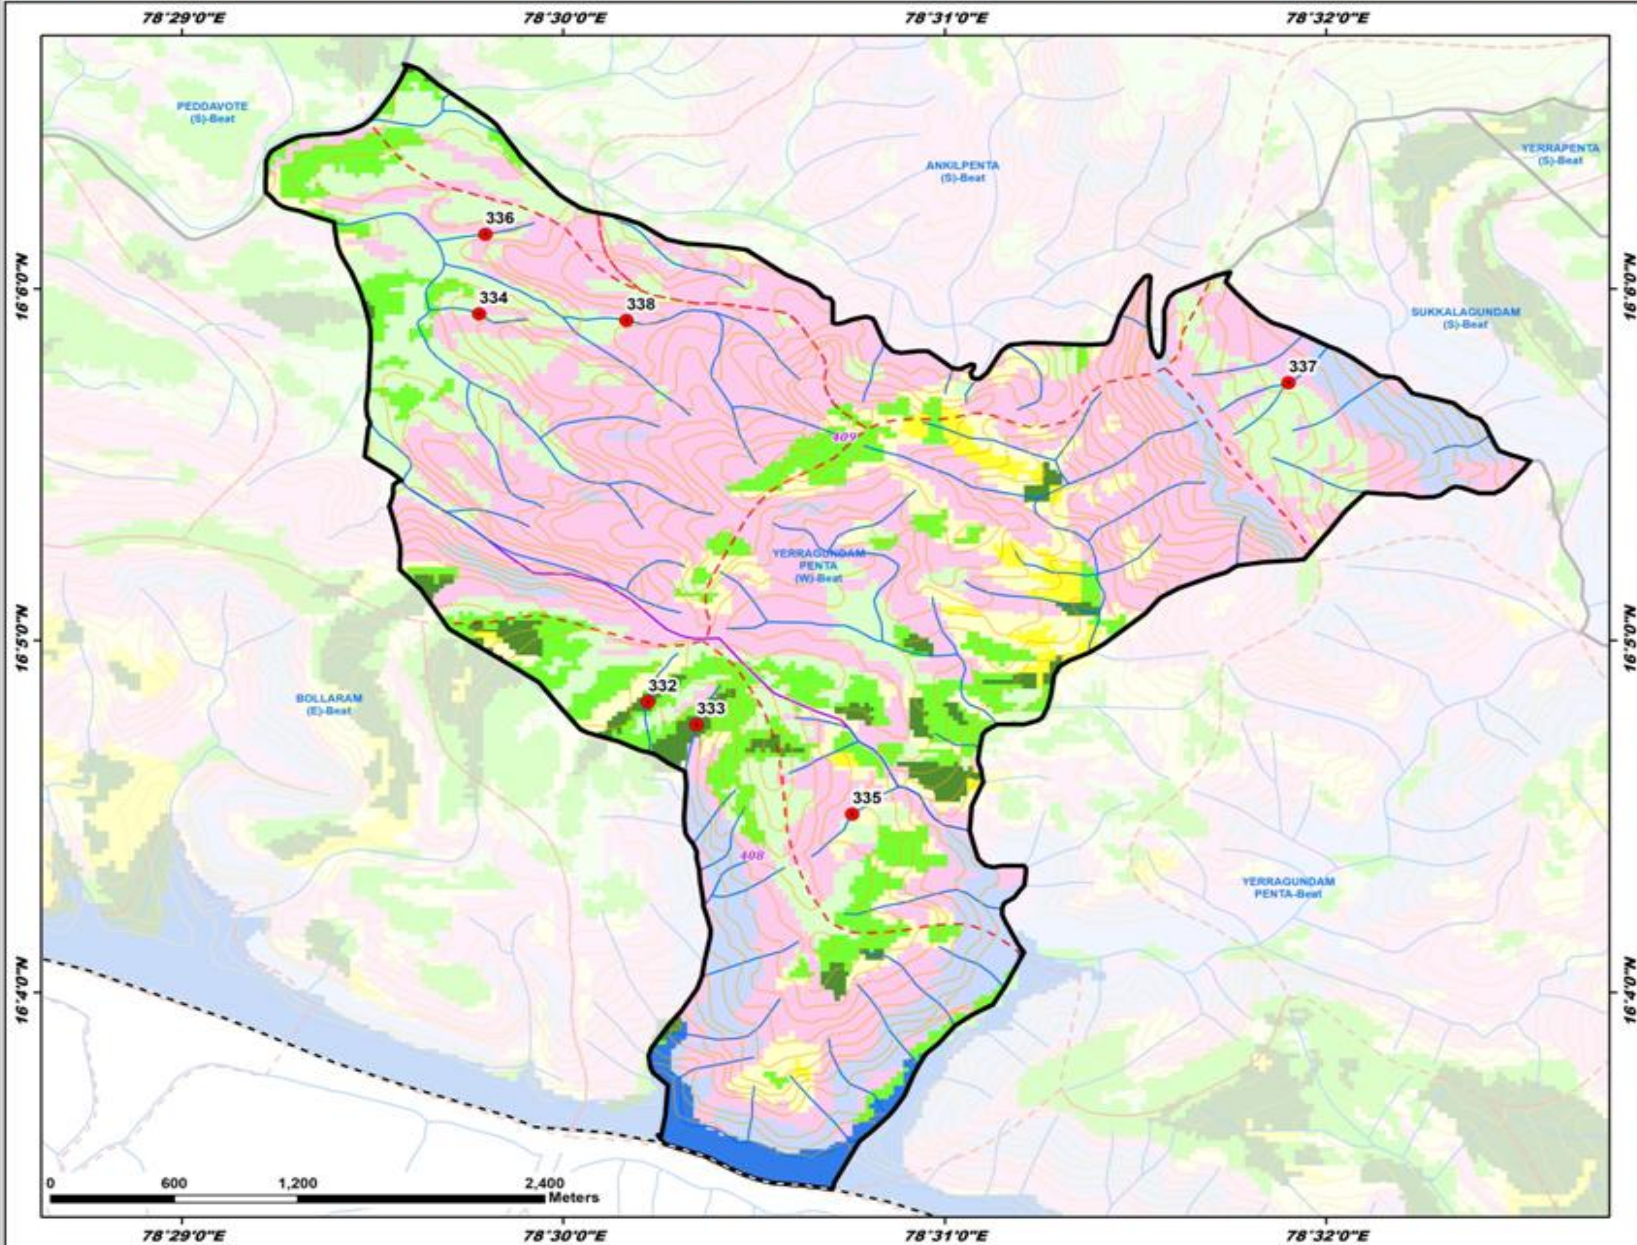 78°29'0"E 78°30'0"E 78°31'0"E 78°32'0"E
PEDDAVOTE
(S)-Beat
YERRAPENTA
(S)-Beat
ANKILPENTA
(S)-Beat
336
16°6'0"N
16°6'0"N
334
338
SUKKALAGUNDAM
(S)-Beat
337
409
YERRAGUNDAM
PENTA
(W)-Beat
16°5'0"N
16°5'0"N
332
333
BOLLARAM
(E)-Beat
335
408
YERRAGUNDAM
PENTA-Beat
16°4'0"N
16°4'0"N
0 600 1,200 2,400
Meters
78°29'0"E 78°30'0"E 78°31'0"E 78°32'0"E